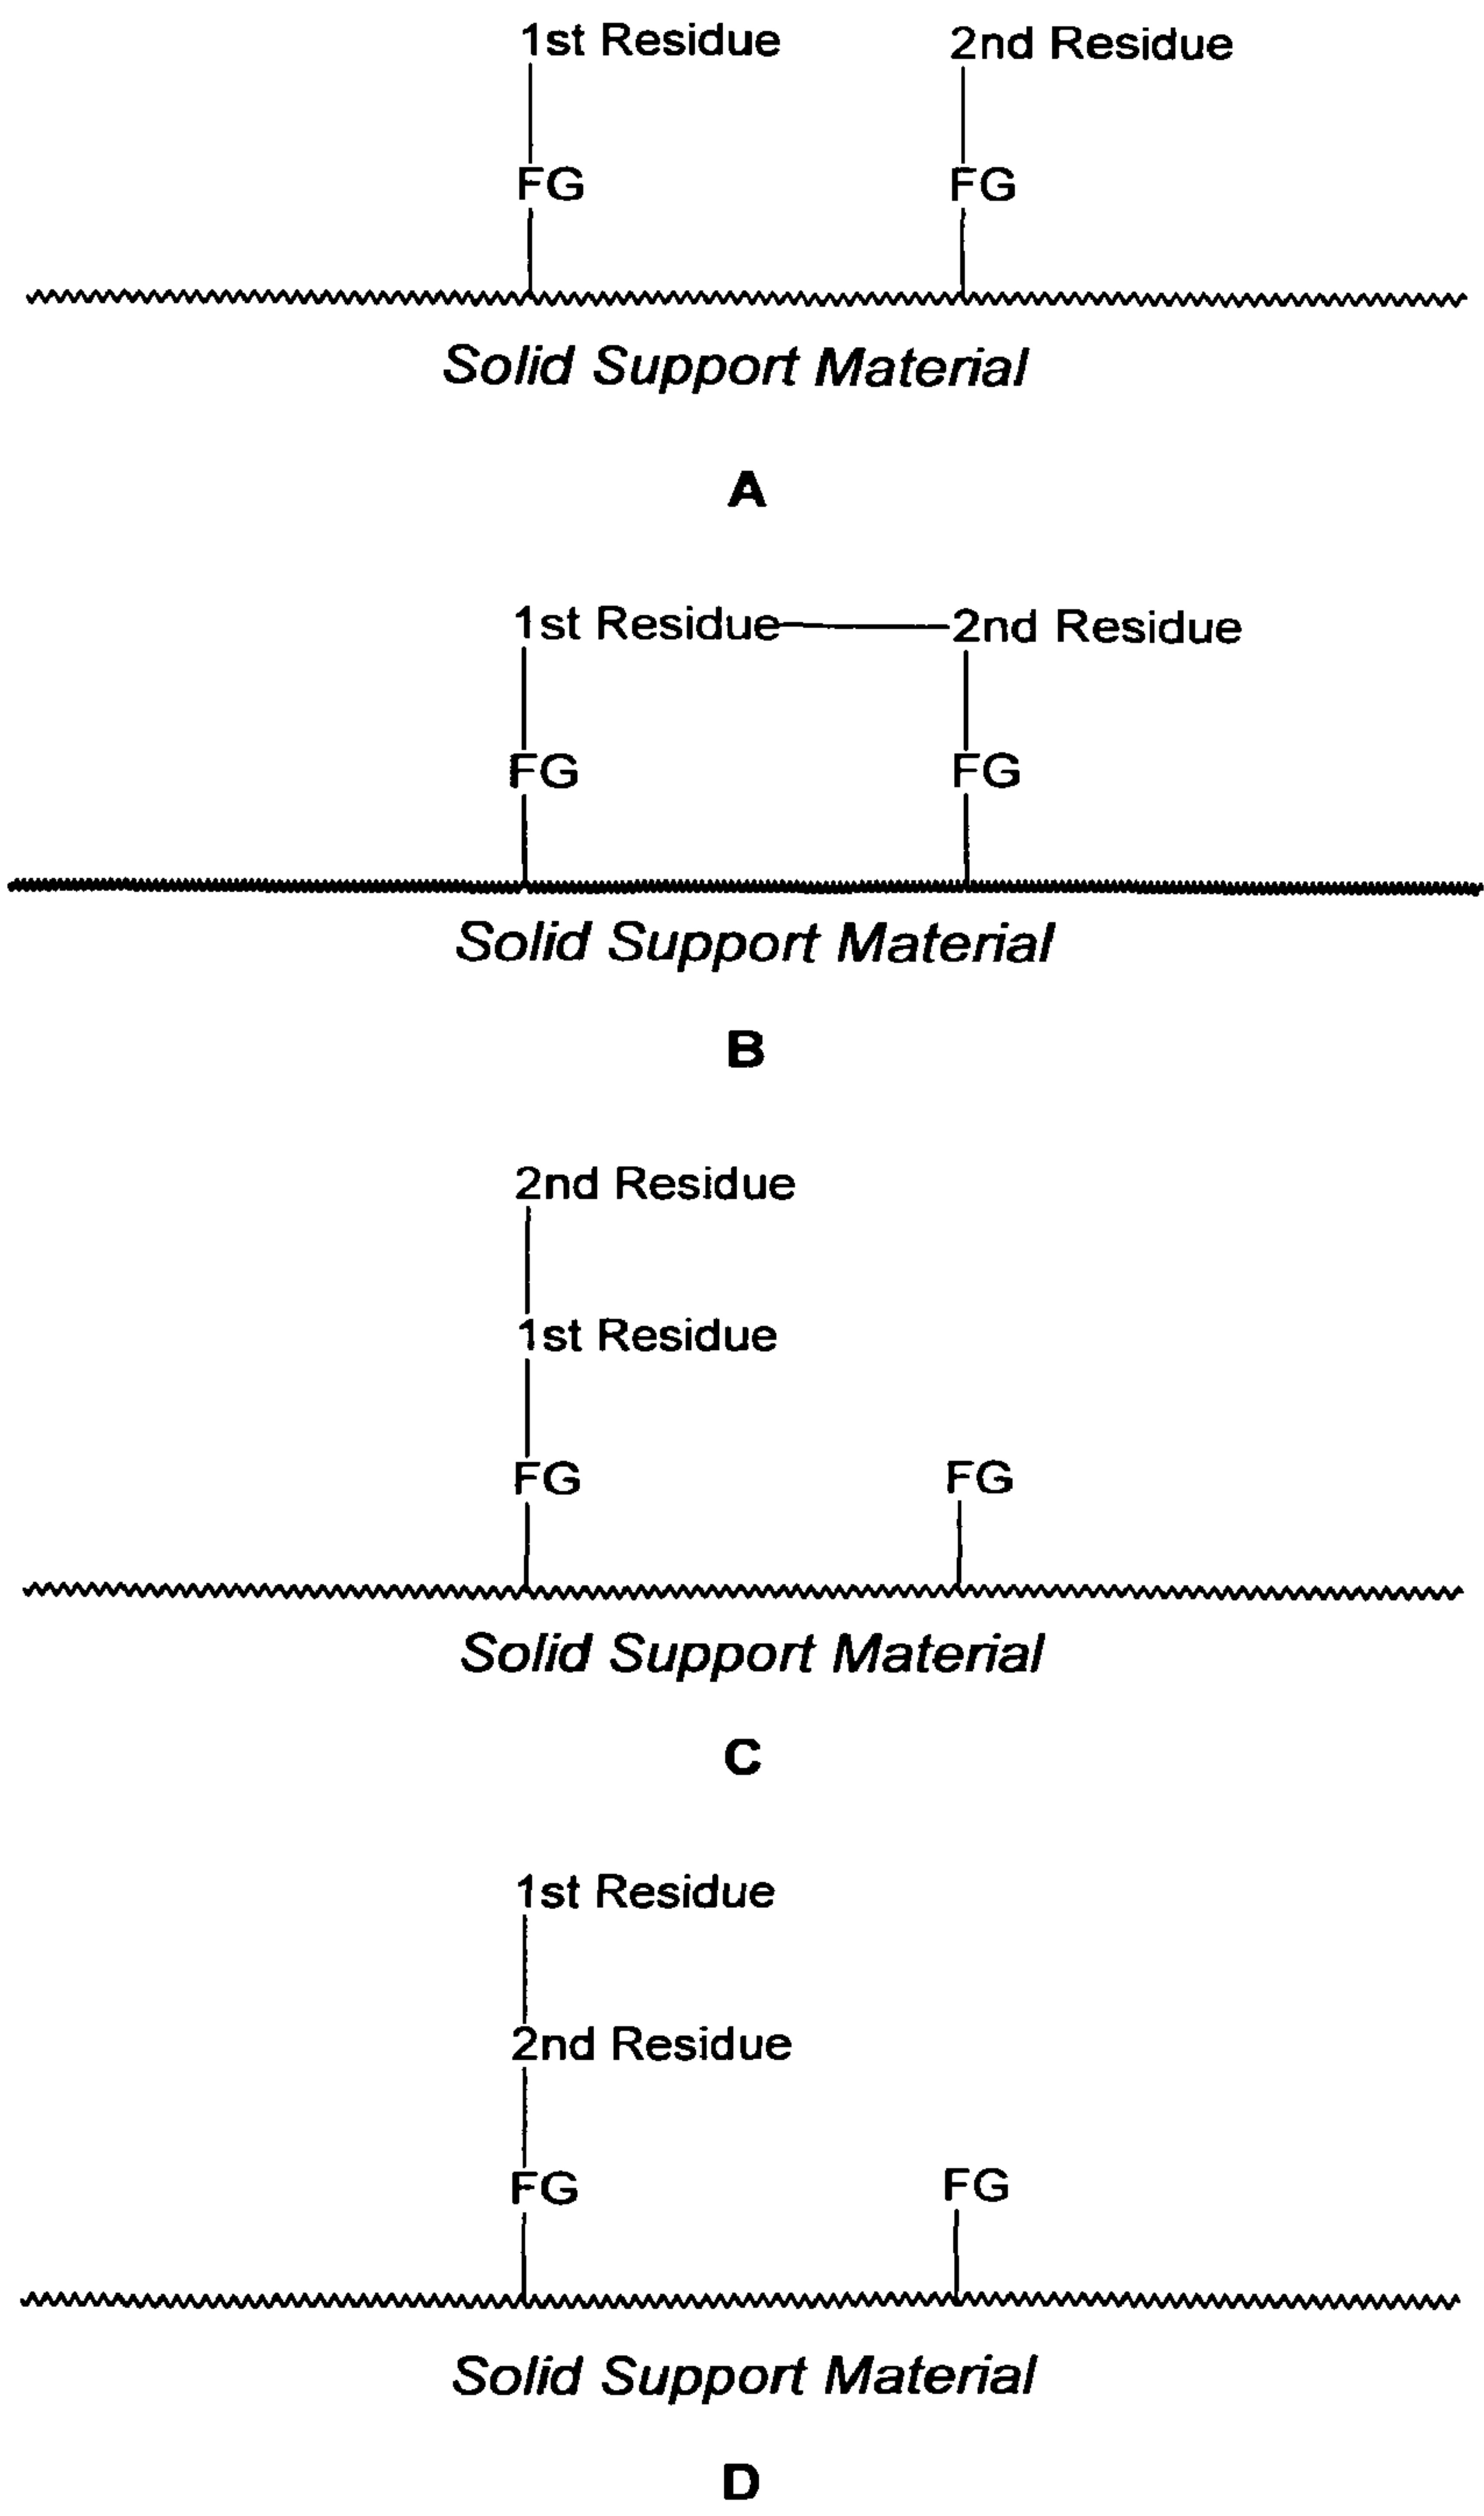 1st Residue 2nd Residue
FG FG
Solid Support Material
A
1st Residue 2nd Residue
FG FG
Solid Support Material
B
2nd Residue
1st Residue
FG FG
Solid Support Material
C
1st Residue
2nd Residue
FG FG
Solid Support Material
D